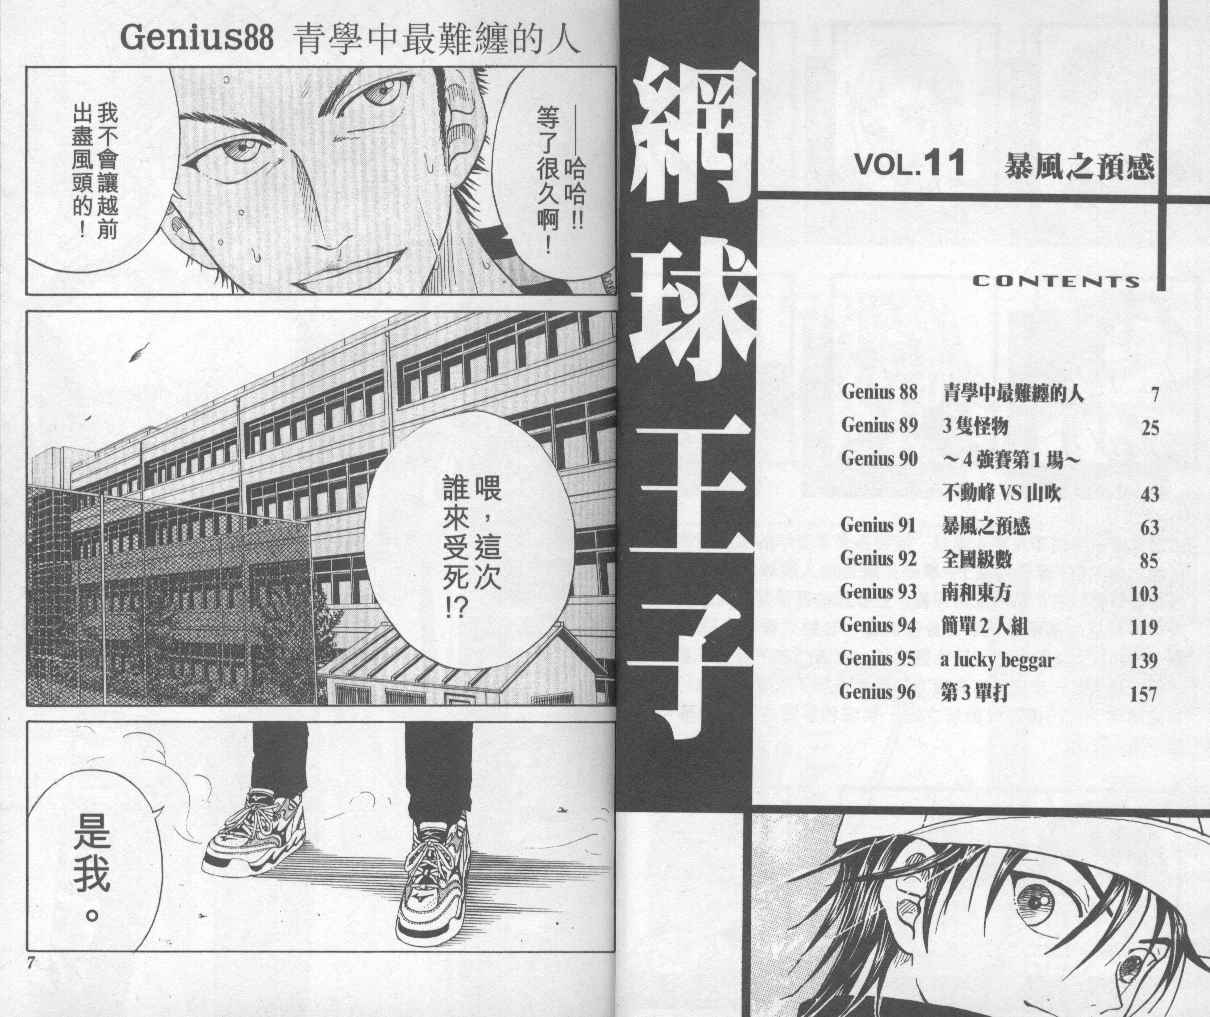 網球王子
VOL.11 暴風之預感
CONTENTS
Genius 88 青學中最難纏的人 7
Genius 89 3隻怪物 25
Genius 90 ～4強賽第1場～
不動峰VS山吹 43
Genius 91 暴風之預感 63
Genius 92 全國級數 85
Genius 93 南和東方 103
Genius 94 簡單2人組 119
Genius 95 a lucky beggar 139
Genius 96 第3單打 157
Genius88 青學中最難纏的人
——哈哈!!
等了很久啊！
我不會讓越前
出盡風頭的！
喂，這次
誰來受死!?
是我。
7